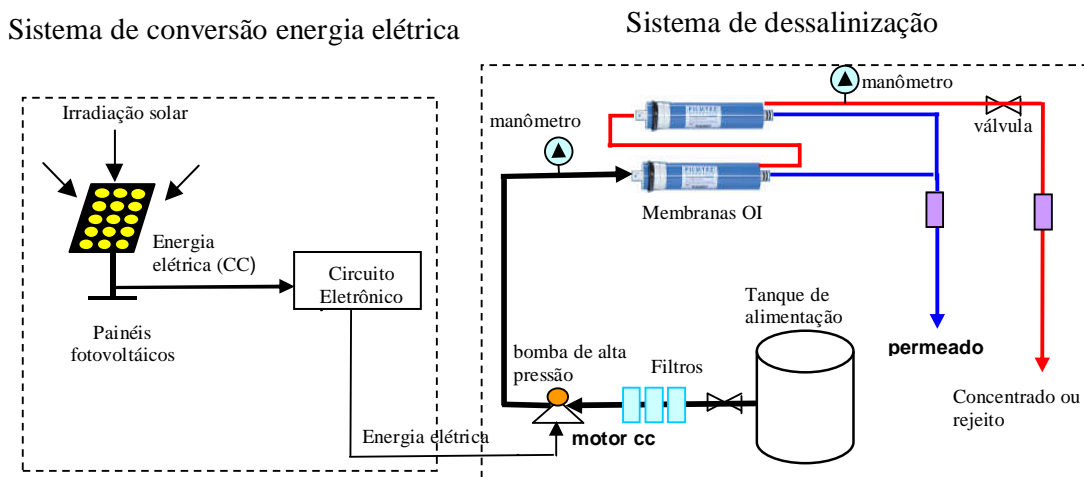 Sistema de conversão energia elétrica
Sistema de dessalinização
Irradiação solar
Energia
elétrica (CC)
Circuito
Eletrônico
Painéis
fotovoltáicos
Energia elétrica
manômetro
manômetro
válvula
FILMTEC
Membranas OI
Tanque de
alimentação
bomba de alta
pressão
Filtros
motor cc
permeado
Concentrado ou
rejeito